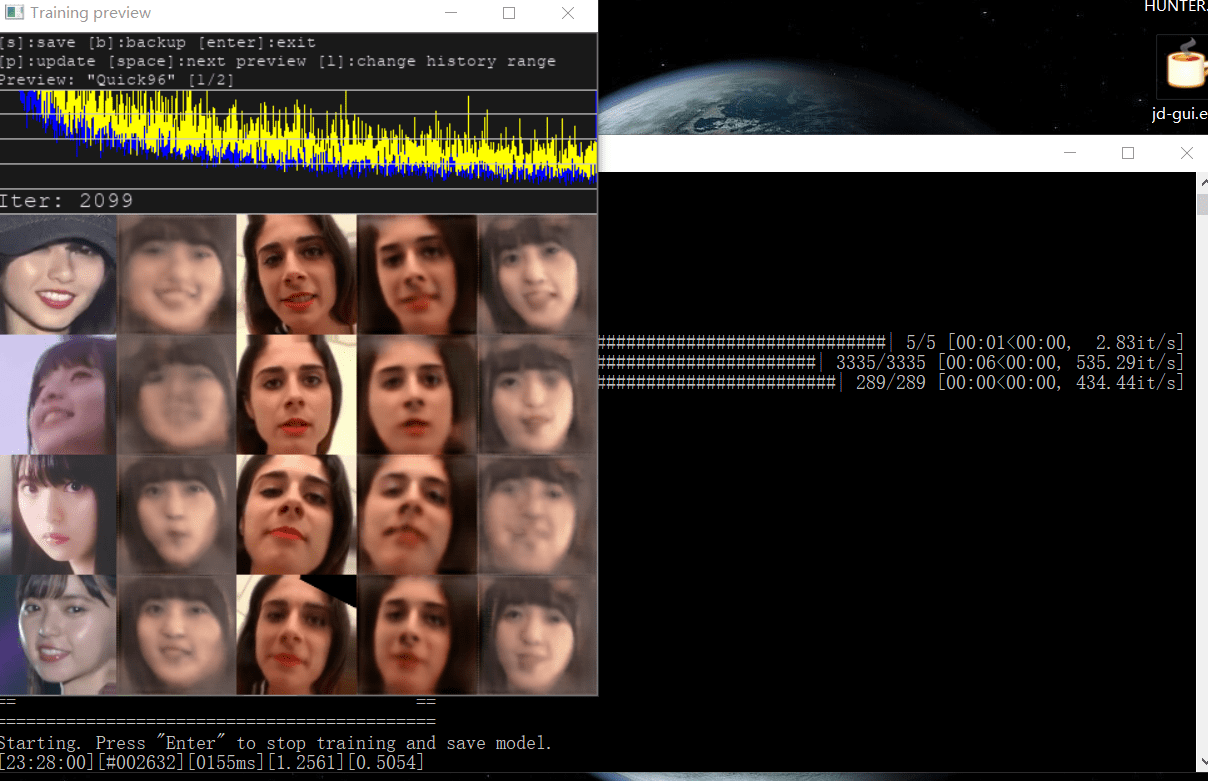 Training preview
[s]:save [b]:backup [enter]:exit
[p]:update [space]:next preview [l]:change history range
Preview: "Quick96" [1/2]
Iter: 2099
HUNTER.
jd-gui.e
##############################| 5/5 [00:01<00:00, 2.83it/s]
#######################| 3335/3335 [00:06<00:00, 535.29it/s]
#########################| 289/289 [00:00<00:00, 434.44it/s]
== ==
============================================
Starting. Press "Enter" to stop training and save model.
[23:28:00][#002632][0155ms][1.2561][0.5054]